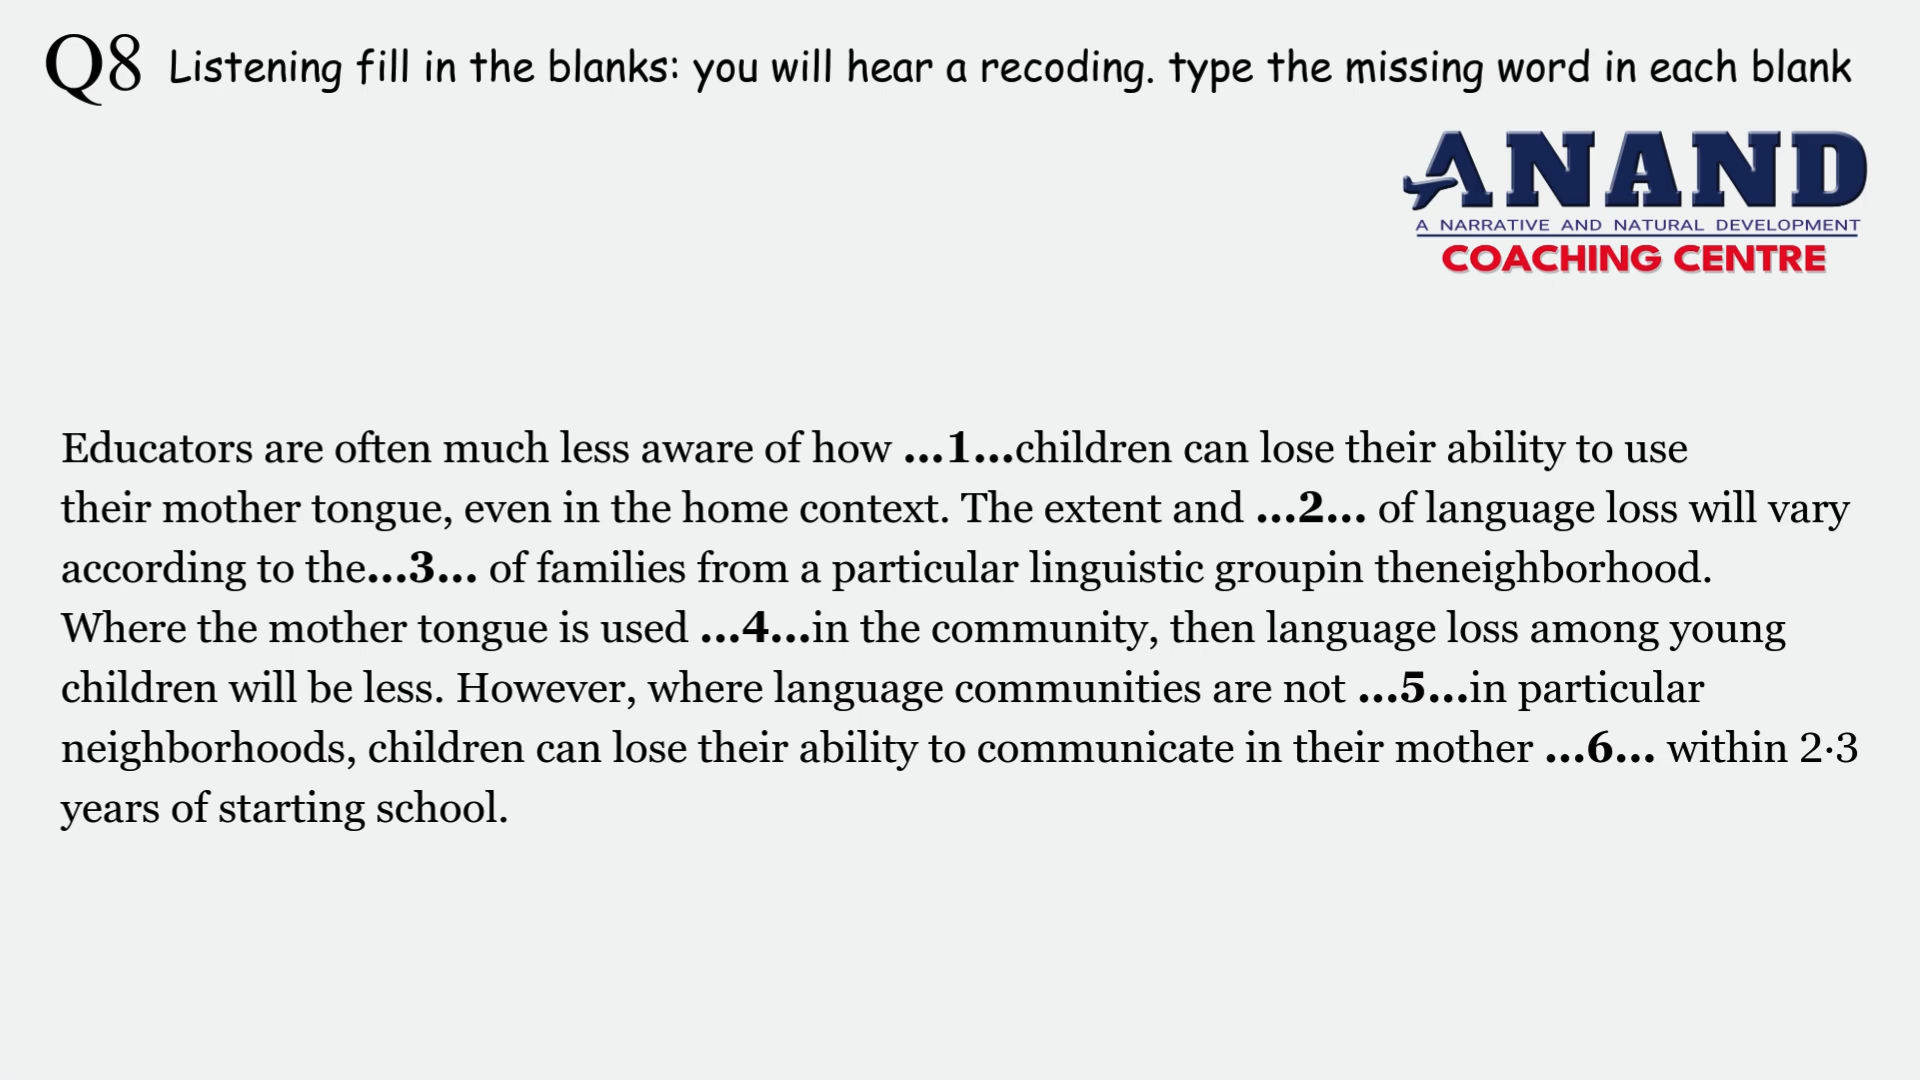 Q8 Listening fill in the blanks: you will hear a recoding. type the missing word in each blank
ANAND
A NARRATIVE AND NATURAL DEVELOPMENT
COACHING CENTRE
Educators are often much less aware of how ...1...children can lose their ability to use
their mother tongue, even in the home context. The extent and ...2... of language loss will vary
according to the...3... of families from a particular linguistic groupin theneighborhood.
Where the mother tongue is used ...4...in the community, then language loss among young
children will be less. However, where language communities are not ...5...in particular
neighborhoods, children can lose their ability to communicate in their mother ...6... within 2·3
years of starting school.